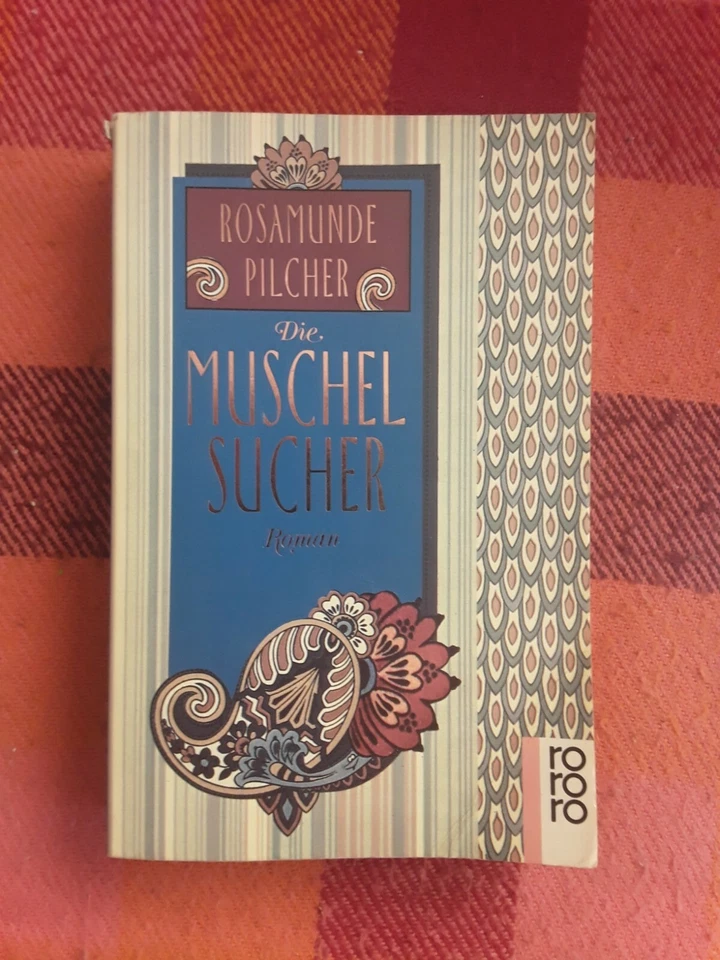 ROSAMUNDE
PILCHER
Die
MUSCHEL
SUCHER
Roman
ro
ro
ro